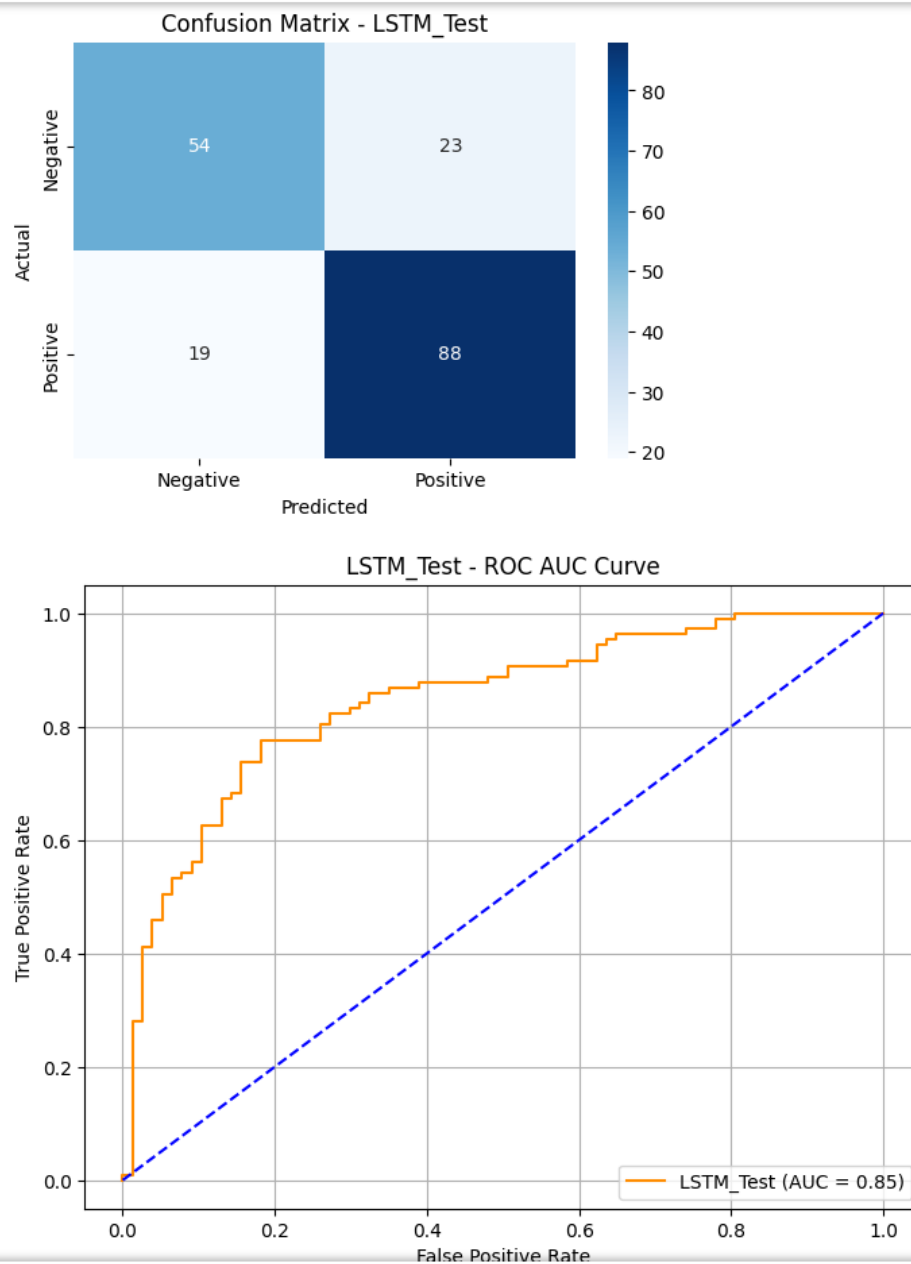 Confusion Matrix - LSTM_Test
Negative
54
23
Actual
Positive
19
88
Negative
Positive
Predicted
80
70
60
50
40
30
20
LSTM_Test - ROC AUC Curve
True Positive Rate
1.0
0.8
0.6
0.4
0.2
0.0
LSTM_Test (AUC = 0.85)
0.0
0.2
0.4
0.6
0.8
1.0
False Positive Rate